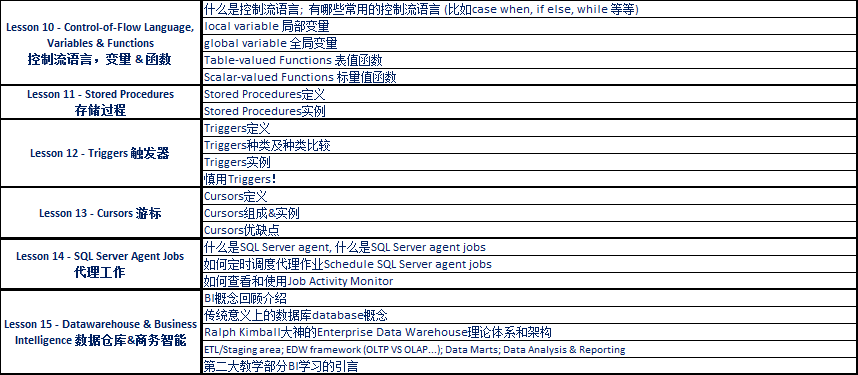 Lesson 10 - Control-of-Flow Language,
Variables & Functions
控制流语言，变量 &函数
什么是控制流语言; 有哪些常用的控制流语言 (比如case when, if else, while 等等)
local variable 局部变量
global variable 全局变量
Table-valued Functions 表值函数
Scalar-valued Functions 标量值函数
Lesson 11 - Stored Procedures
存储过程
Stored Procedures定义
Stored Procedures实例
Lesson 12 - Triggers 触发器
Triggers定义
Triggers种类及种类比较
Triggers实例
慎用Triggers!
Lesson 13 - Cursors 游标
Cursors定义
Cursors组成&实例
Cursors优缺点
Lesson 14 - SQL Server Agent Jobs
代理工作
什么是SQL Server agent, 什么是SQL Server agent jobs
如何定时调度代理作业Schedule SQL Server agent jobs
如何查看和使用Job Activity Monitor
Lesson 15 - Datawarehouse & Business
Intelligence 数据仓库&商务智能
BI概念回顾介绍
传统意义上的数据库database概念
Ralph Kimball大神的Enterprise Data Warehouse理论体系和架构
ETL/Staging area; EDW framework (OLTP VS OLAP...); Data Marts; Data Analysis & Reporting
第二大教学部分BI学习的引言